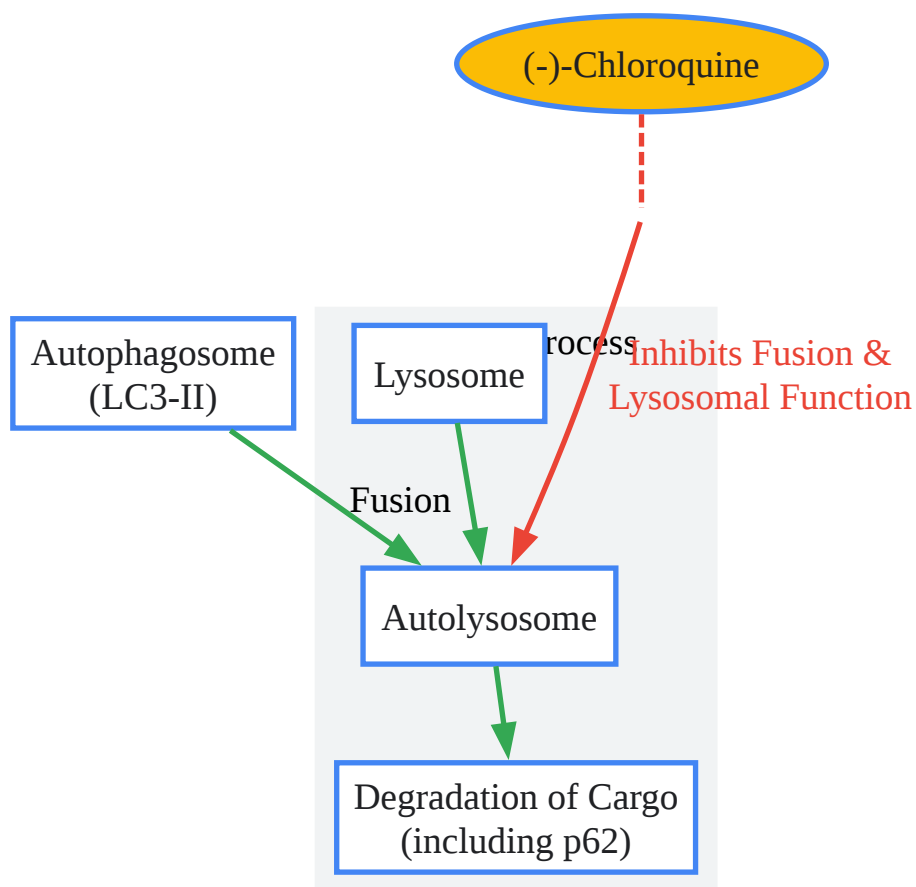 (-)-Chloroquine
Autophagosome
(LC3-II)
Lysosome
Inhibits Fusion &
Lysosomal Function
Fusion
Autolysosome
Degradation of Cargo
(including p62)